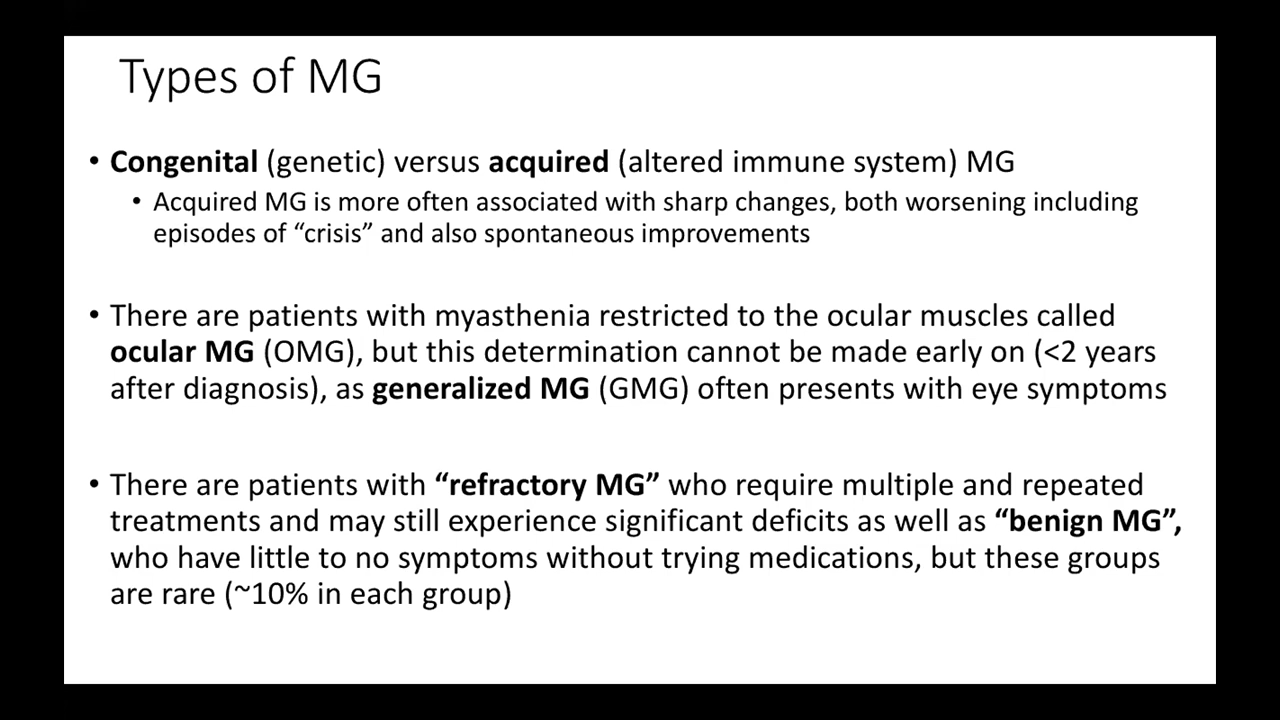 Types of MG
• Congenital (genetic) versus acquired (altered immune system) MG
• Acquired MG is more often associated with sharp changes, both worsening including
episodes of “crisis” and also spontaneous improvements
• There are patients with myasthenia restricted to the ocular muscles called
ocular MG (OMG), but this determination cannot be made early on (<2 years
after diagnosis), as generalized MG (GMG) often presents with eye symptoms
• There are patients with “refractory MG” who require multiple and repeated
treatments and may still experience significant deficits as well as “benign MG”,
who have little to no symptoms without trying medications, but these groups
are rare (~10% in each group)